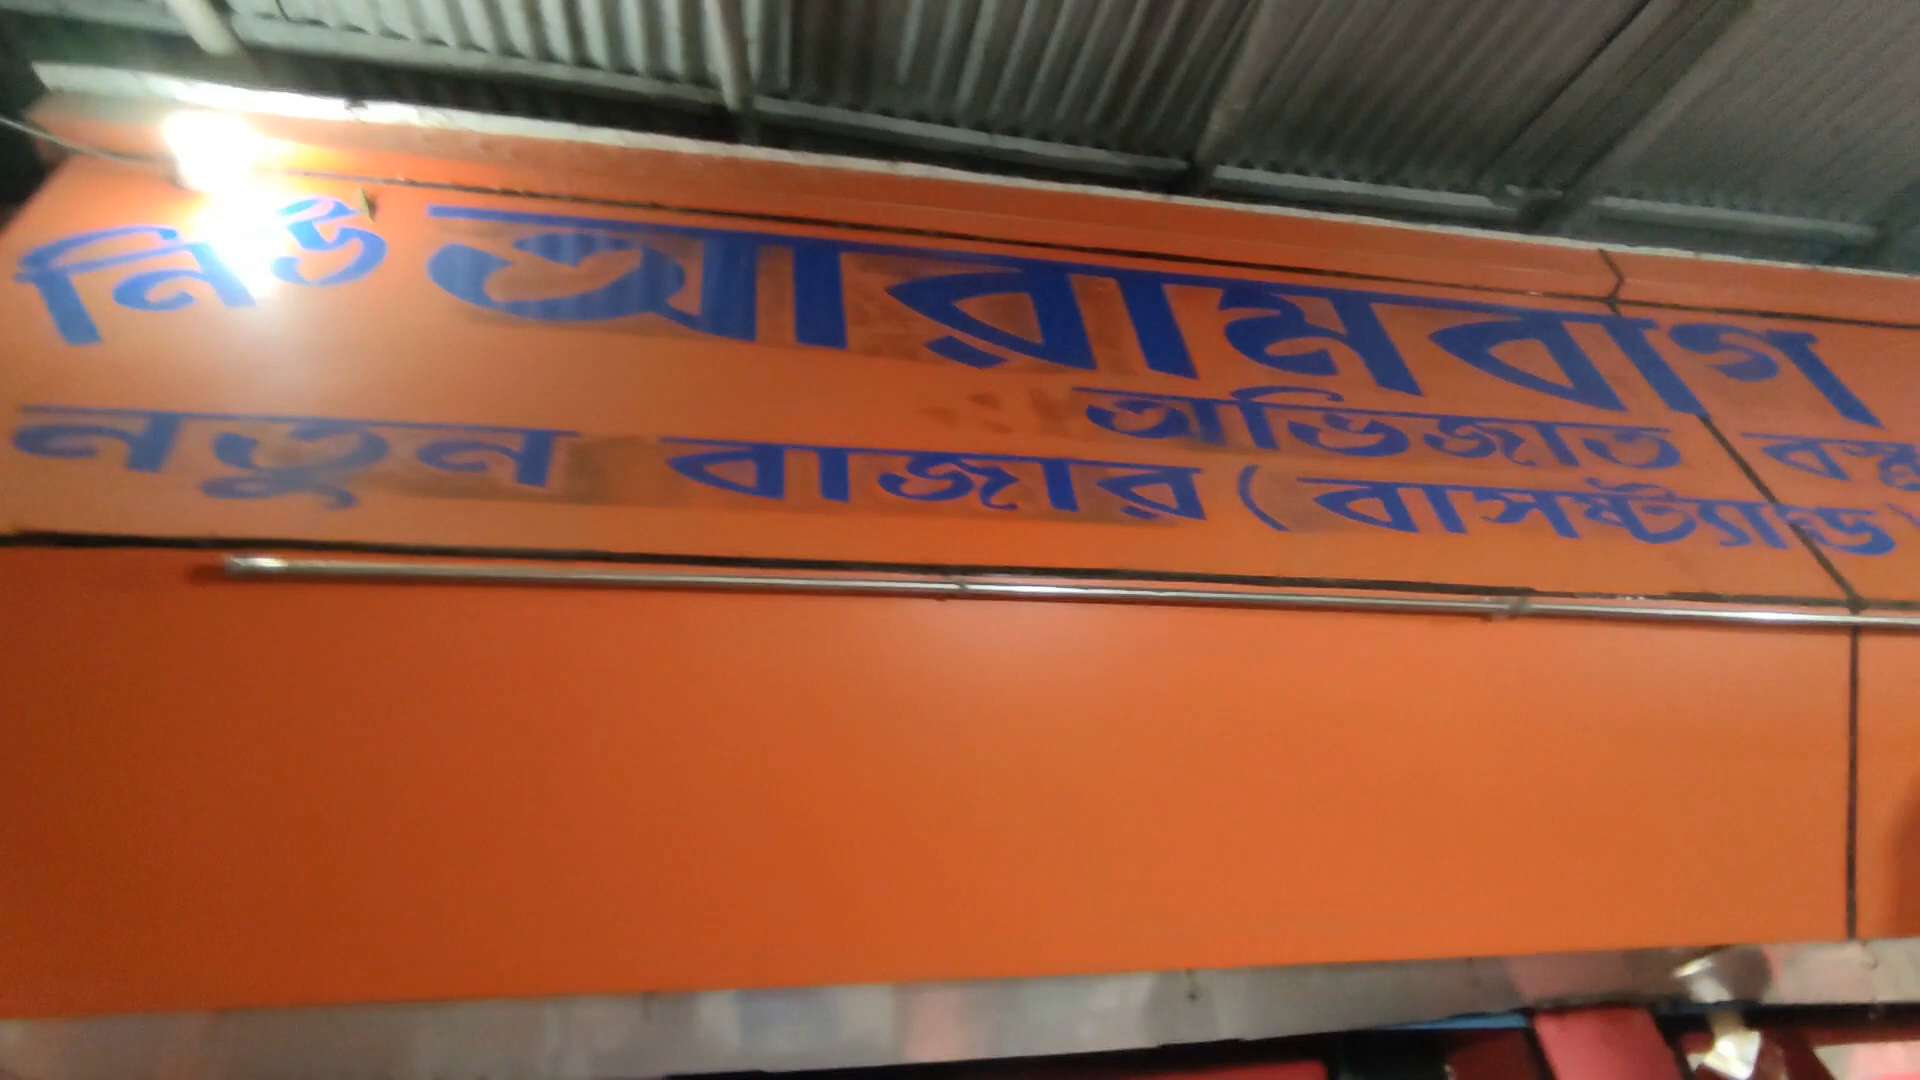 নিউ আরামবাগ
অভিজাত
নতুন বাজার (বাসষ্ট্যান্ড